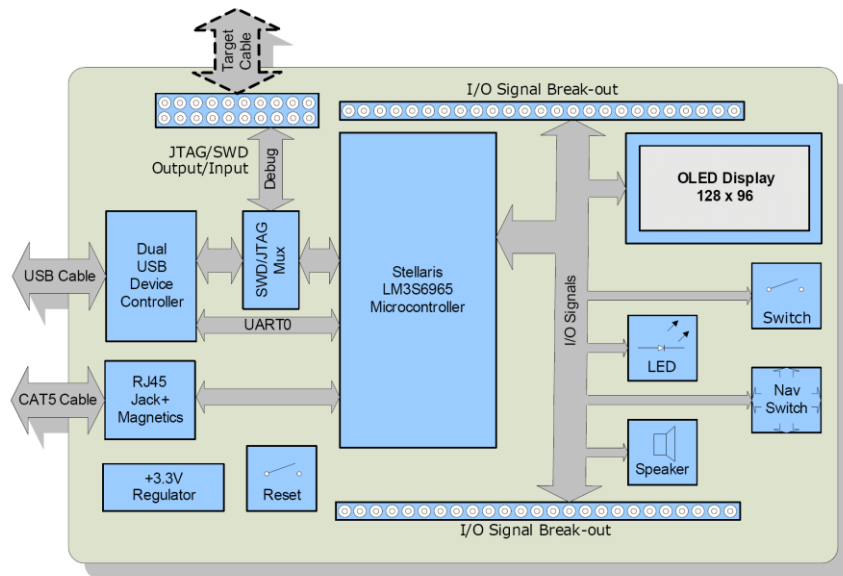 Target
Cable
I/O Signal Break-out
JTAG/SWD
Output/Input
Debug
OLED Display
128 x 96
Dual
USB
Device
Controller
SWD/JTAG
Mux
Stellaris
LM3S6965
Microcontroller
USB Cable
UART0
I/O Signals
Switch
LED
CAT5 Cable
RJ45
Jack+
Magnetics
Nav
Switch
+3.3V
Regulator
Reset
Speaker
I/O Signal Break-out